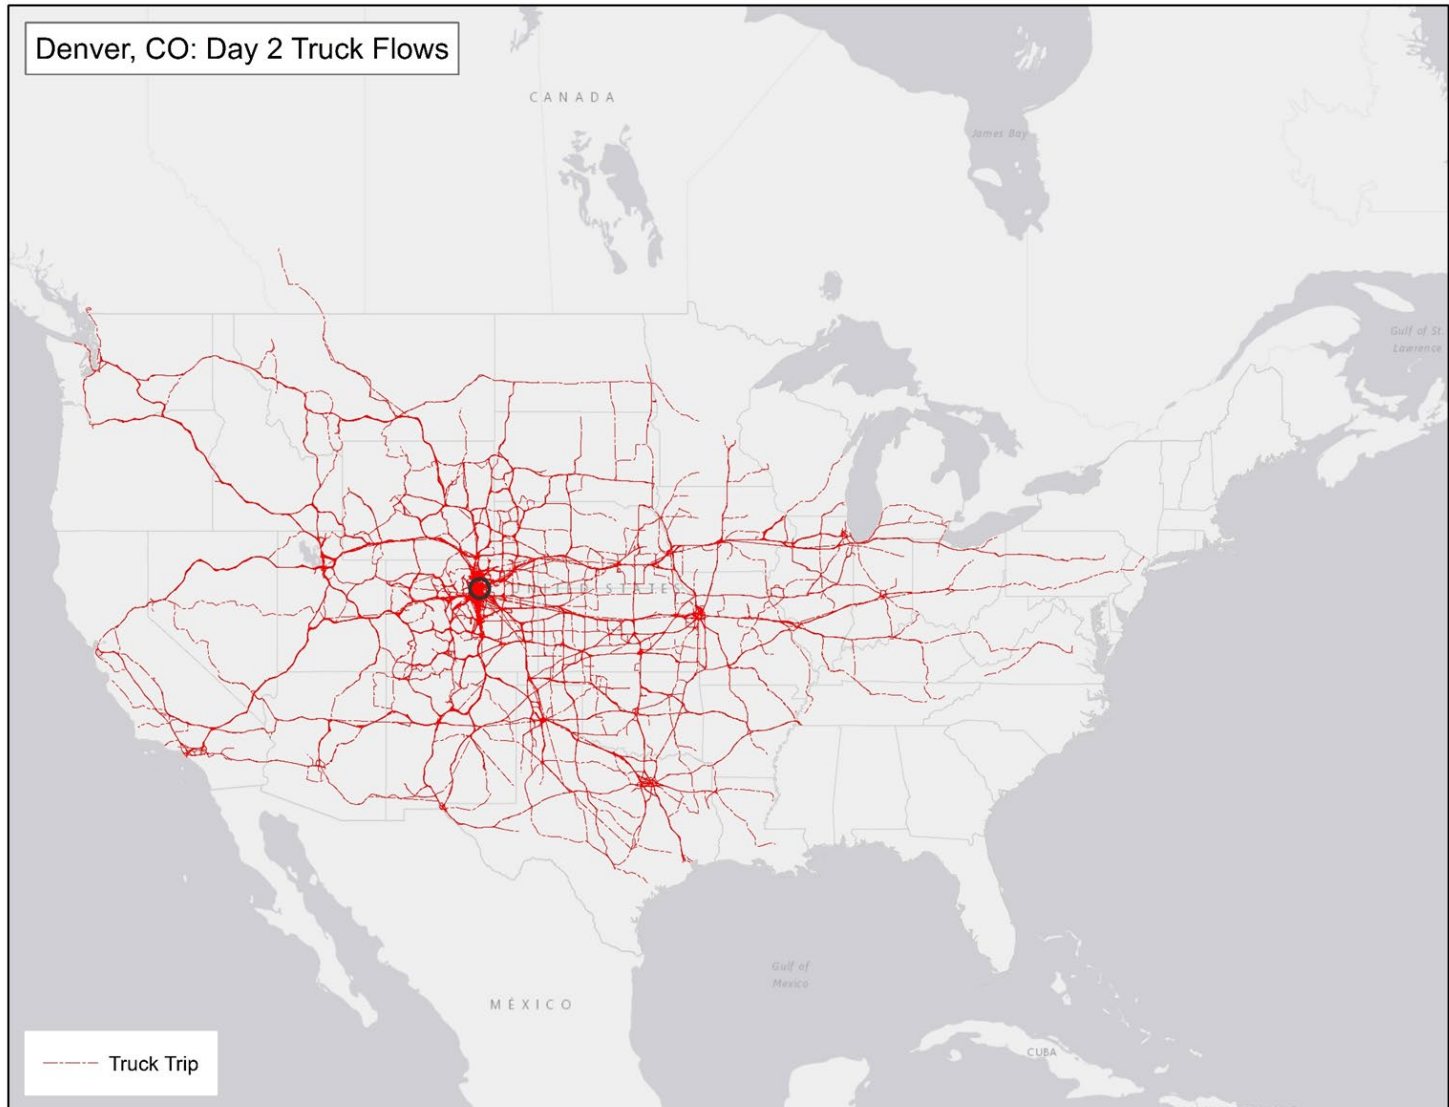 Denver, CO: Day 2 Truck Flows
CANADA
James Bay
Gulf of St.
Lawrence
UNITED STATES
Gulf of
Mexico
MÉXICO
CUBA
Truck Trip